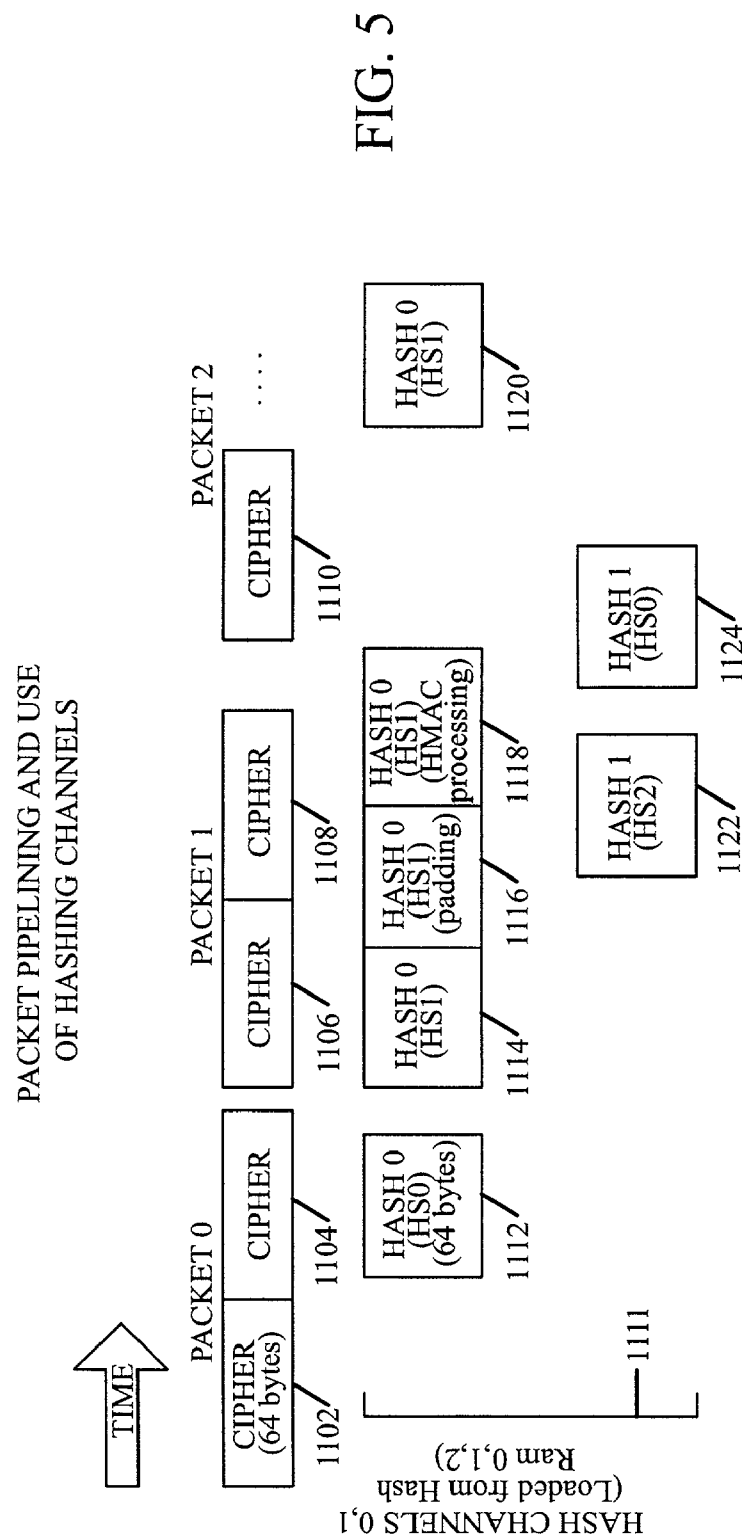 PACKET PIPELINING AND USE
OF HASHING CHANNELS
TIME
PACKET 0
PACKET 1
PACKET 2
CIPHER
(64 bytes)
CIPHER
CIPHER
CIPHER
CIPHER
....
1102
1104
1106
1108
1110
HASH CHANNELS 0,1
(Loaded from Hash
Ram 0,1,2)
1111
HASH 0
(HS0)
(64 bytes)
HASH 0
(HS1)
HASH 0
(HS1)
(padding)
HASH 0
(HS1)
(HMAC
processing)
HASH 0
(HS1)
1112
1114
1116
1118
1120
HASH 1
(HS2)
HASH 1
(HS0)
1122
1124
FIG. 5